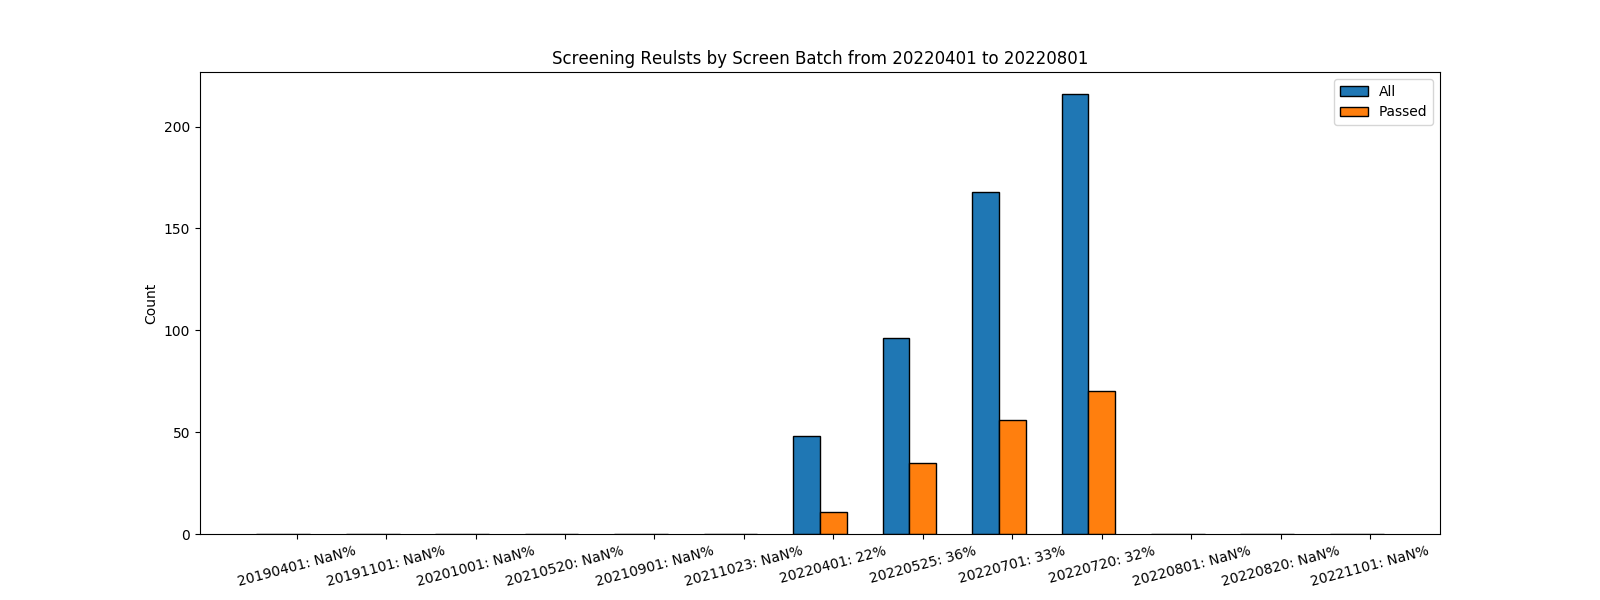 Screening Reulsts by Screen Batch from 20220401 to 20220801
All
Passed
Count
200
150
100
50
0
20190401: NaN%
20191101: NaN%
20201001: NaN%
20210520: NaN%
20210901: NaN%
20211023: NaN%
20220401: 22%
20220525: 36%
20220701: 33%
20220720: 32%
20220801: NaN%
20220820: NaN%
20221101: NaN%